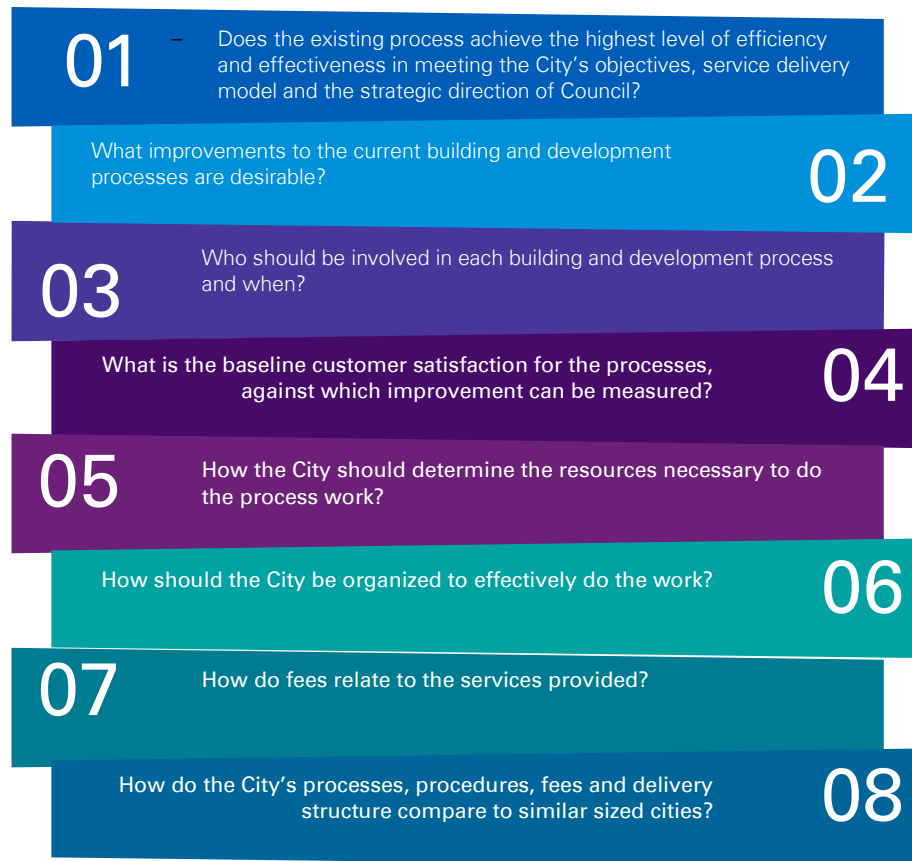 01
– Does the existing process achieve the highest level of efficiency
and effectiveness in meeting the City’s objectives, service delivery
model and the strategic direction of Council?
What improvements to the current building and development
processes are desirable?
02
03
Who should be involved in each building and development process
and when?
What is the baseline customer satisfaction for the processes,
against which improvement can be measured?
04
05
How the City should determine the resources necessary to do
the process work?
How should the City be organized to effectively do the work?
06
07
How do fees relate to the services provided?
How do the City’s processes, procedures, fees and delivery
structure compare to similar sized cities?
08